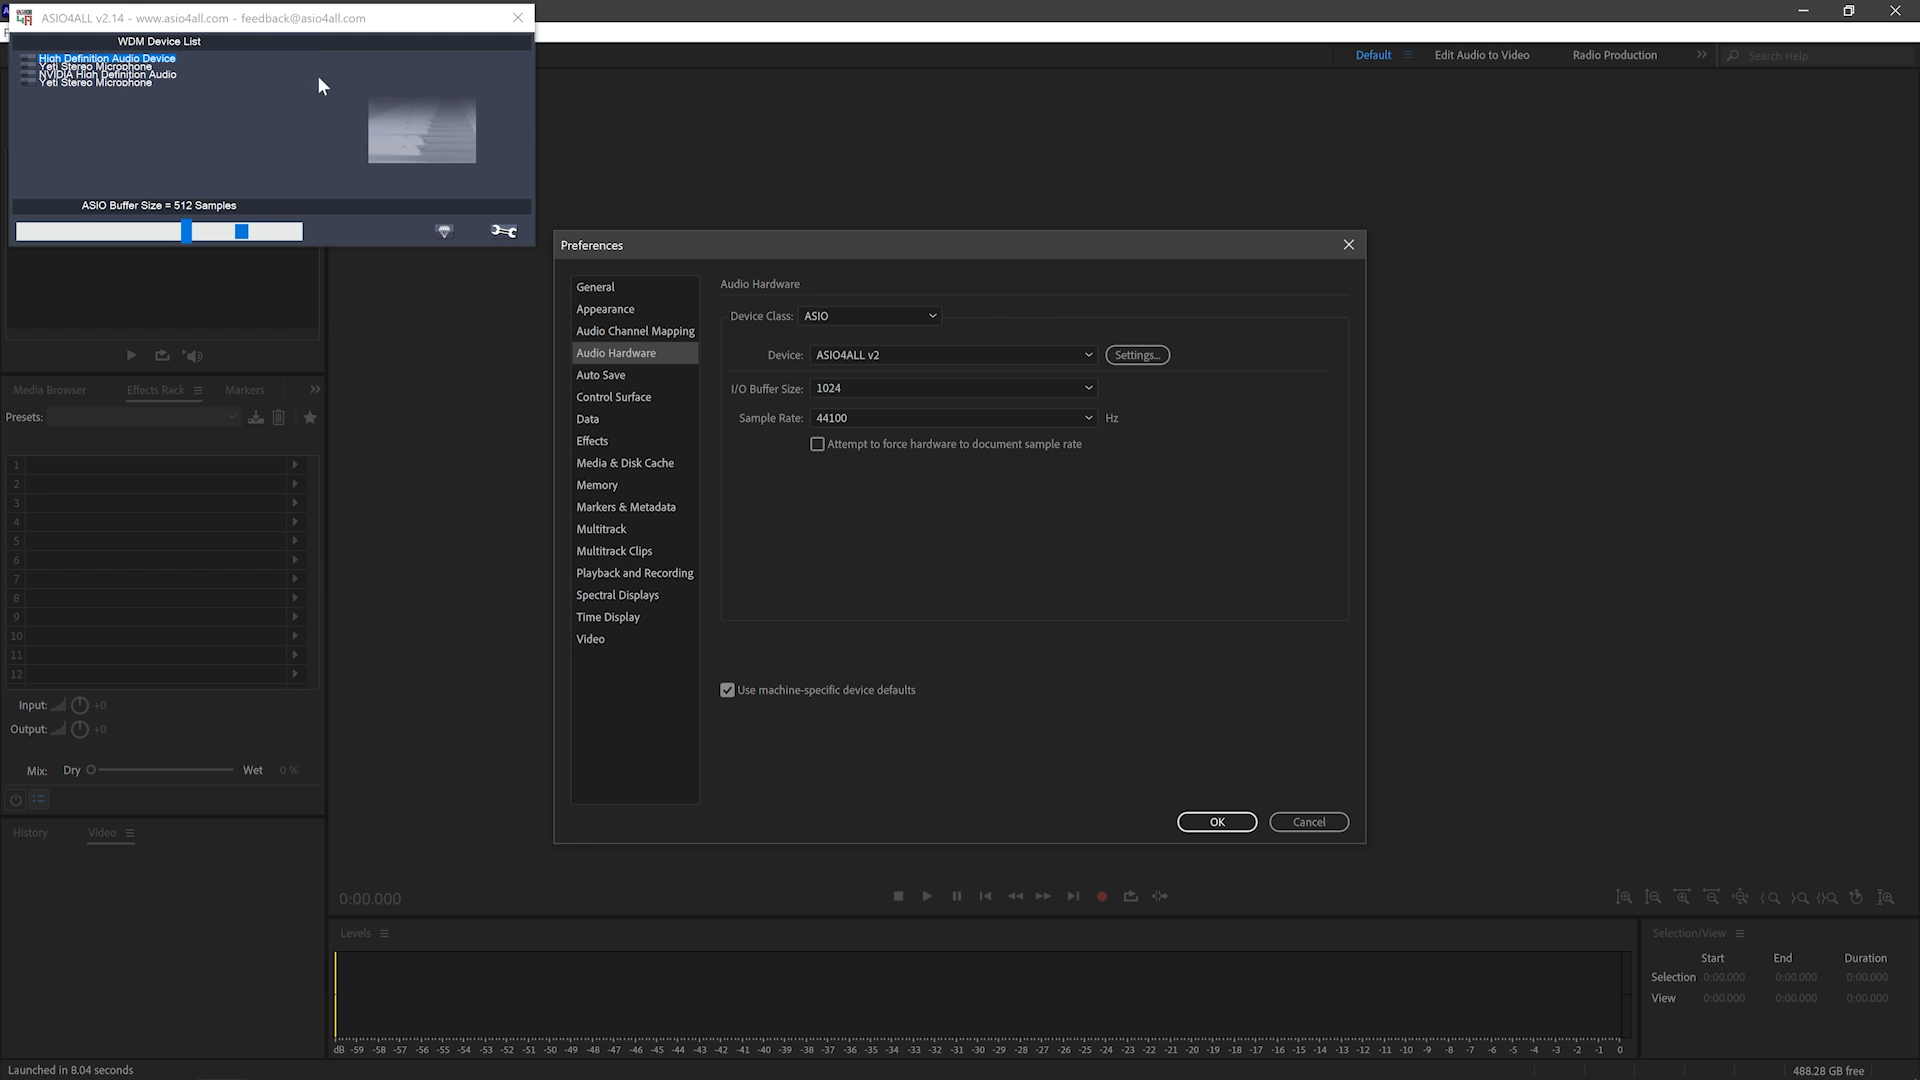 ASIO4ALL v2.14 - www.asio4all.com - feedback@asio4all.com
WDM Device List
High Definition Audio Device
Yeti Stereo Microphone
NVIDIA High Definition Audio
Yeti Stereo Microphone
ASIO Buffer Size = 512 Samples
Default
Edit Audio to Video
Radio Production
Search Help
Preferences
General
Appearance
Audio Channel Mapping
Audio Hardware
Auto Save
Control Surface
Data
Effects
Media & Disk Cache
Memory
Markers & Metadata
Multitrack
Multitrack Clips
Playback and Recording
Spectral Displays
Time Display
Video
Audio Hardware
Device Class: ASIO
Device: ASIO4ALL v2 Settings...
I/O Buffer Size: 1024
Sample Rate: 44100 Hz
Attempt to force hardware to document sample rate
Use machine-specific device defaults
OK Cancel
Media Browser Effects Rack Markers
Presets:
1
2
3
4
5
6
7
8
9
10
11
12
Input: +0
Output: +0
Mix: Dry Wet 0 %
History Video
0:00.000
Levels
dB -59 -58 -57 -56 -55 -54 -53 -52 -51 -50 -49 -48 -47 -46 -45 -44 -43 -42 -41 -40 -39 -38 -37 -36 -35 -34 -33 -32 -31 -30 -29 -28 -27 -26 -25 -24 -23 -22 -21 -20 -19 -18 -17 -16 -15 -14 -13 -12 -11 -10 -9 -8 -7 -6 -5 -4 -3 -2 -1 0
Selection/View
Start End Duration
Selection 0:00.000 0:00.000 0:00.000
View 0:00.000 0:00.000 0:00.000
Launched in 8.04 seconds
488.28 GB free